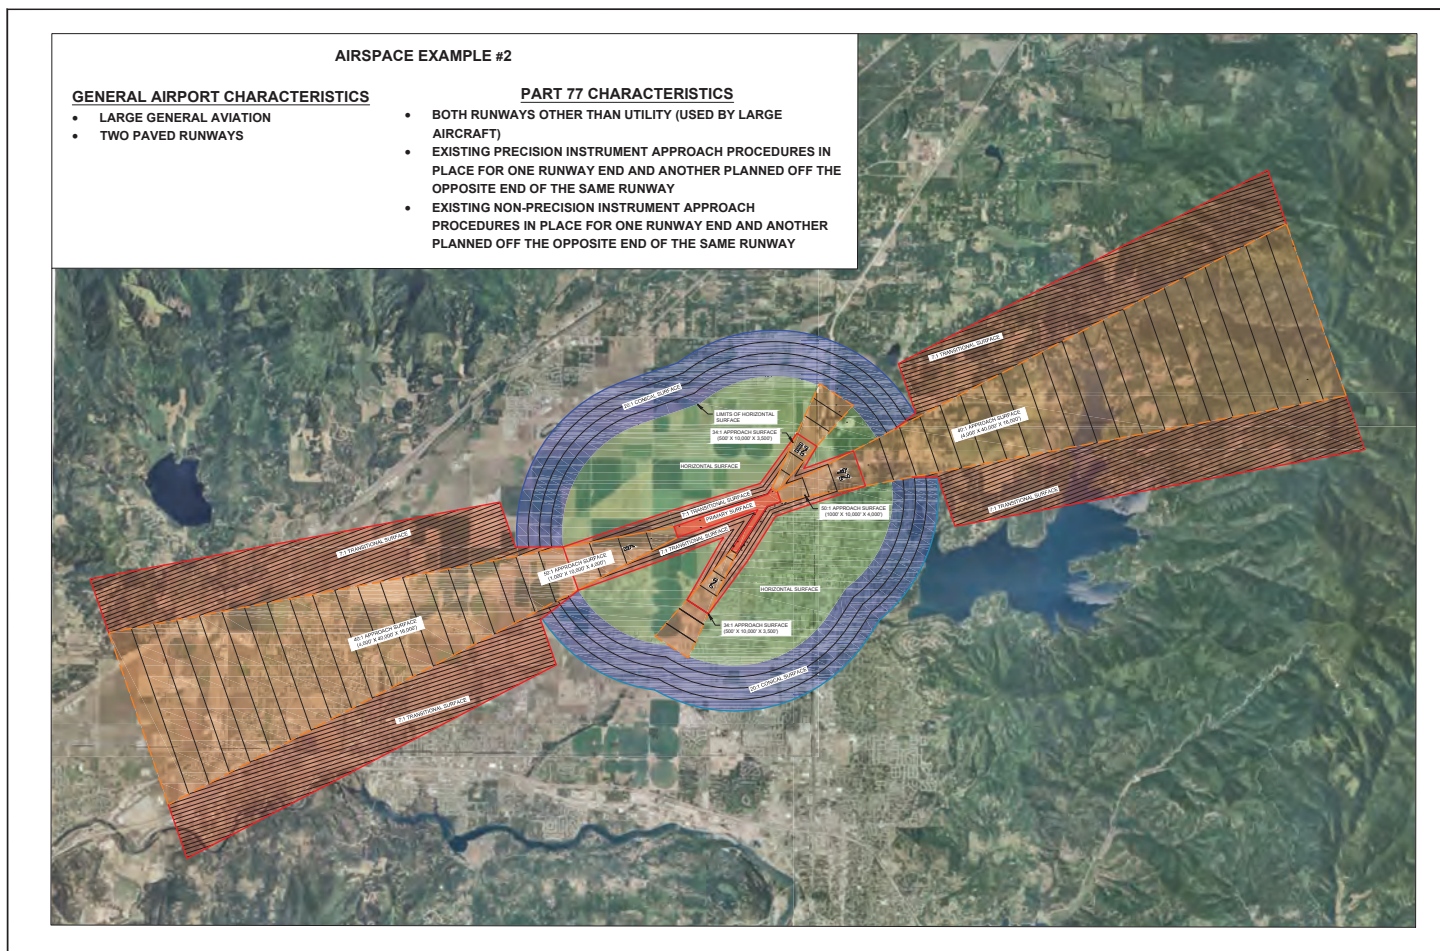 AIRSPACE EXAMPLE #2
GENERAL AIRPORT CHARACTERISTICS
• LARGE GENERAL AVIATION
• TWO PAVED RUNWAYS
PART 77 CHARACTERISTICS
• BOTH RUNWAYS OTHER THAN UTILITY (USED BY LARGE
AIRCRAFT)
• EXISTING PRECISION INSTRUMENT APPROACH PROCEDURES IN
PLACE FOR ONE RUNWAY END AND ANOTHER PLANNED OFF THE
OPPOSITE END OF THE SAME RUNWAY
• EXISTING NON-PRECISION INSTRUMENT APPROACH
PROCEDURES IN PLACE FOR ONE RUNWAY END AND ANOTHER
PLANNED OFF THE OPPOSITE END OF THE SAME RUNWAY
7:1 TRANSITIONAL SURFACE
20:1 CONICAL SURFACE
LIMITS OF HORIZONTAL
SURFACE
40:1 APPROACH SURFACE
(4,000' X 40,000' X 16,000')
34:1 APPROACH SURFACE
(500' X 10,000' X 3,500')
HORIZONTAL SURFACE
7:1 TRANSITIONAL SURFACE
7:1 TRANSITIONAL SURFACE
PRIMARY SURFACE
50:1 APPROACH SURFACE
(1000' X 10,000' X 4,000')
7:1 TRANSITIONAL SURFACE
7:1 TRANSITIONAL SURFACE
50:1 APPROACH SURFACE
(1,000' X 10,000' X 4,000')
HORIZONTAL SURFACE
40:1 APPROACH SURFACE
(4,000' X 40,000' X 16,000')
34:1 APPROACH SURFACE
(500' X 10,000' X 3,500')
20:1 CONICAL SURFACE
7:1 TRANSITIONAL SURFACE